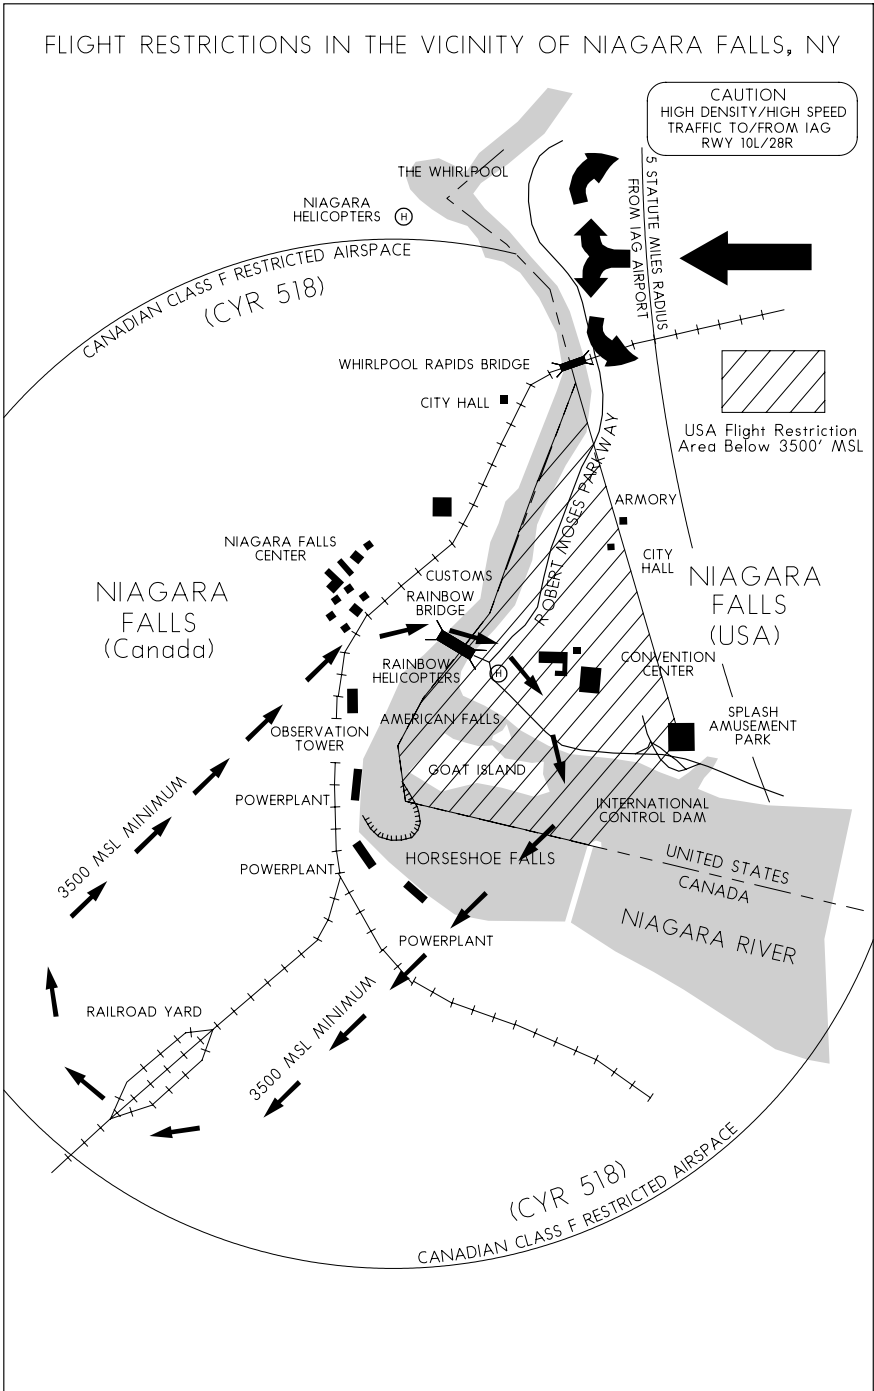 FLIGHT RESTRICTIONS IN THE VICINITY OF NIAGARA FALLS, NY
CAUTION
HIGH DENSITY/HIGH SPEED
TRAFFIC TO/FROM IAG
RWY 10L/28R
THE WHIRLPOOL
5 STATUTE MILES RADIUS
FROM IAG AIRPORT
NIAGARA
HELICOPTERS
H
CANADIAN CLASS F RESTRICTED AIRSPACE
(CYR 518)
WHIRLPOOL RAPIDS BRIDGE
CITY HALL
USA Flight Restriction
Area Below 3500' MSL
ROBERT MOSES PARKWAY
ARMORY
CITY
HALL
NIAGARA FALLS
CENTER
CUSTOMS
RAINBOW
BRIDGE
NIAGARA
FALLS
(Canada)
NIAGARA
FALLS
(USA)
RAINBOW
HELICOPTERS
H
CONVENTION
CENTER
AMERICAN FALLS
OBSERVATION
TOWER
SPLASH
AMUSEMENT
PARK
GOAT ISLAND
POWERPLANT
3500 MSL MINIMUM
INTERNATIONAL
CONTROL DAM
HORSESHOE FALLS
POWERPLANT
UNITED STATES
CANADA
NIAGARA RIVER
POWERPLANT
RAILROAD YARD
3500 MSL MINIMUM
(CYR 518)
CANADIAN CLASS F RESTRICTED AIRSPACE